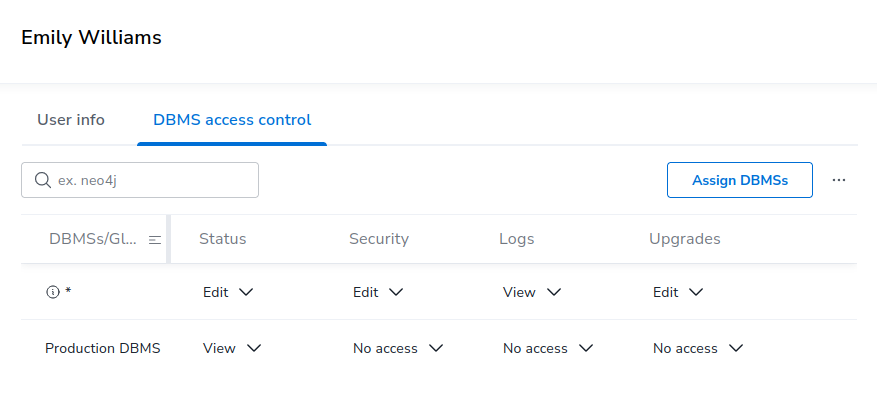 Emily Williams
User info DBMS access control
ex. neo4j Assign DBMSs ...
DBMSs/Gl... Status Security Logs Upgrades
* Edit Edit View Edit
Production DBMS View No access No access No access